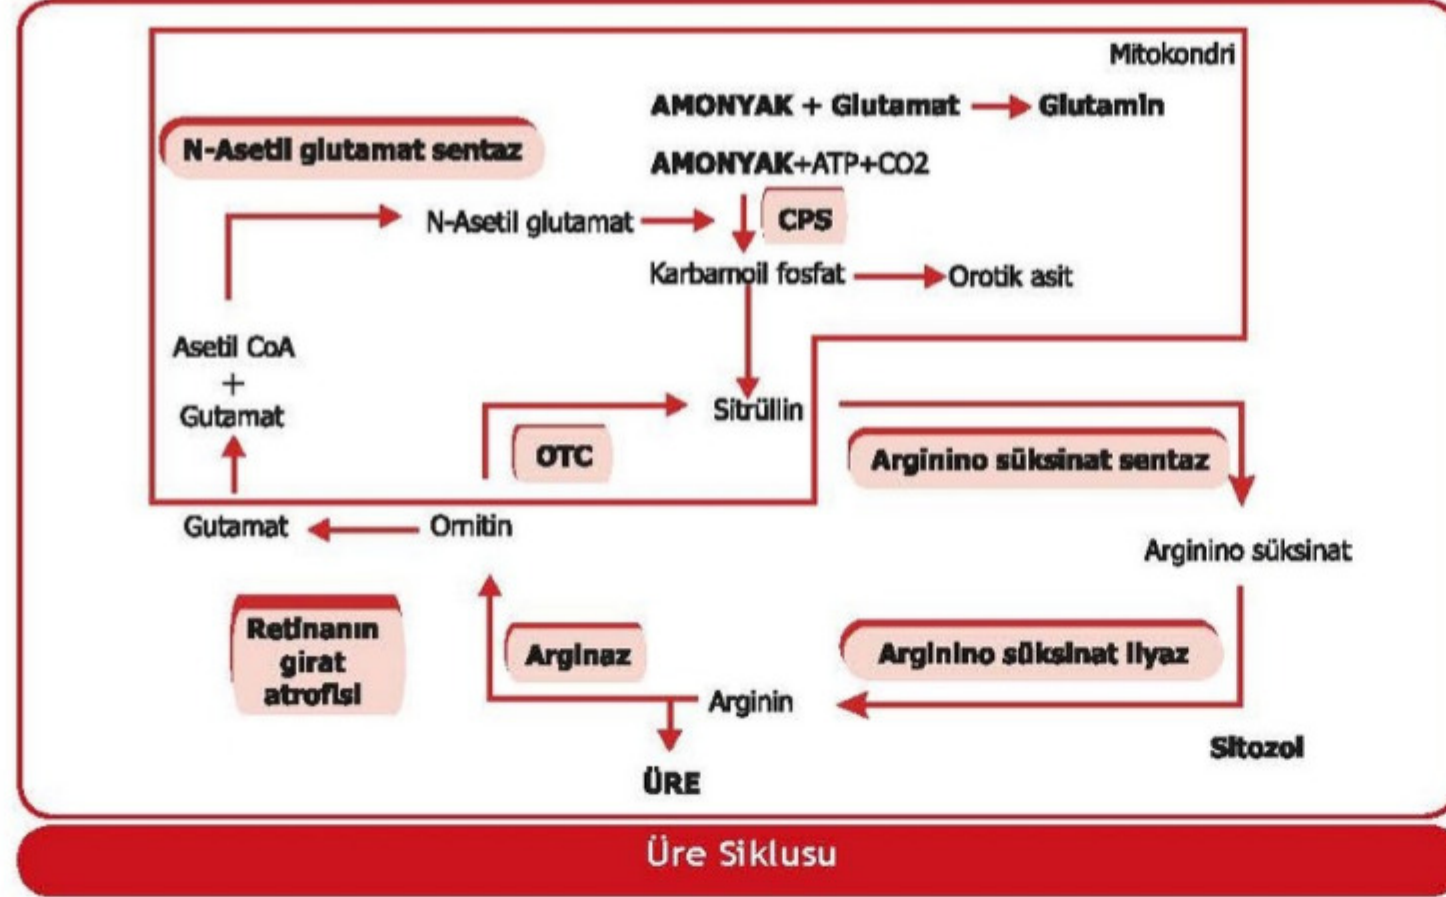 Mitokondri
AMONYAK + Glutamat
Glutamin
N-Asetil glutamat sentaz
AMONYAK+ATP+CO2
N-Asetil glutamat
CPS
Karbamoil fosfat
Orotik asit
Asetil CoA
+
Gutamat
Sitrüllin
OTC
Arginino süksinat sentaz
Gutamat
Ornitin
Arginino süksinat
Retinanın
girat
atrofisi
Arginaz
Arginino süksinat liyaz
Arginin
Sitozol
ÜRE
Üre Siklusu